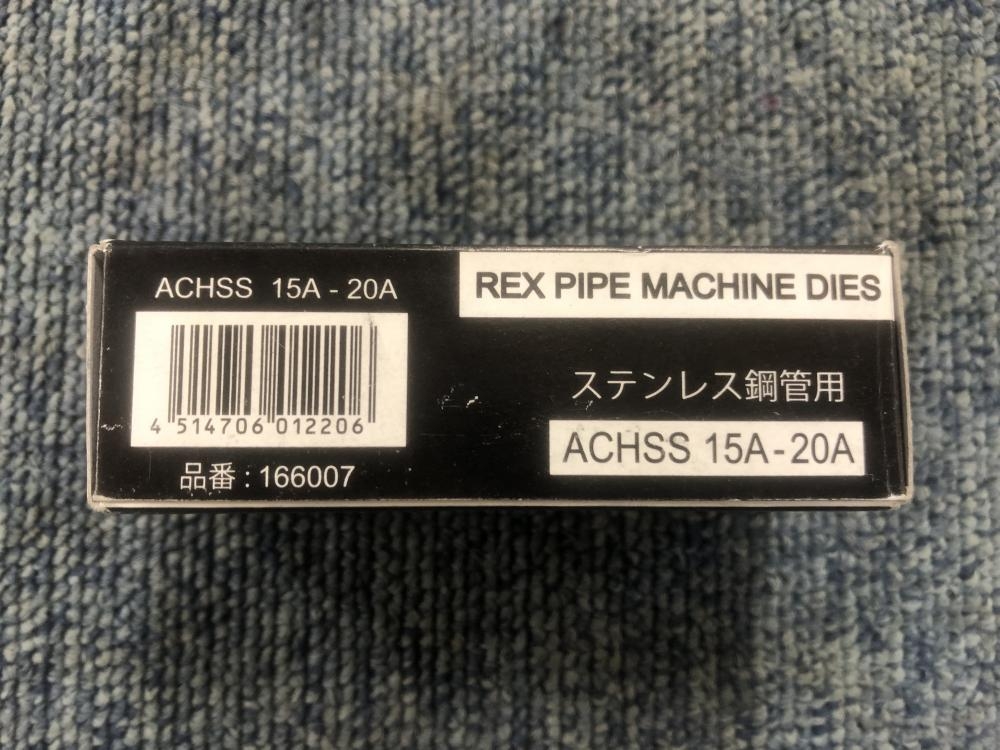 ACHSS 15A - 20A
4 514706 012206
品番 : 166007
REX PIPE MACHINE DIES
ステンレス鋼管用
ACHSS 15A - 20A